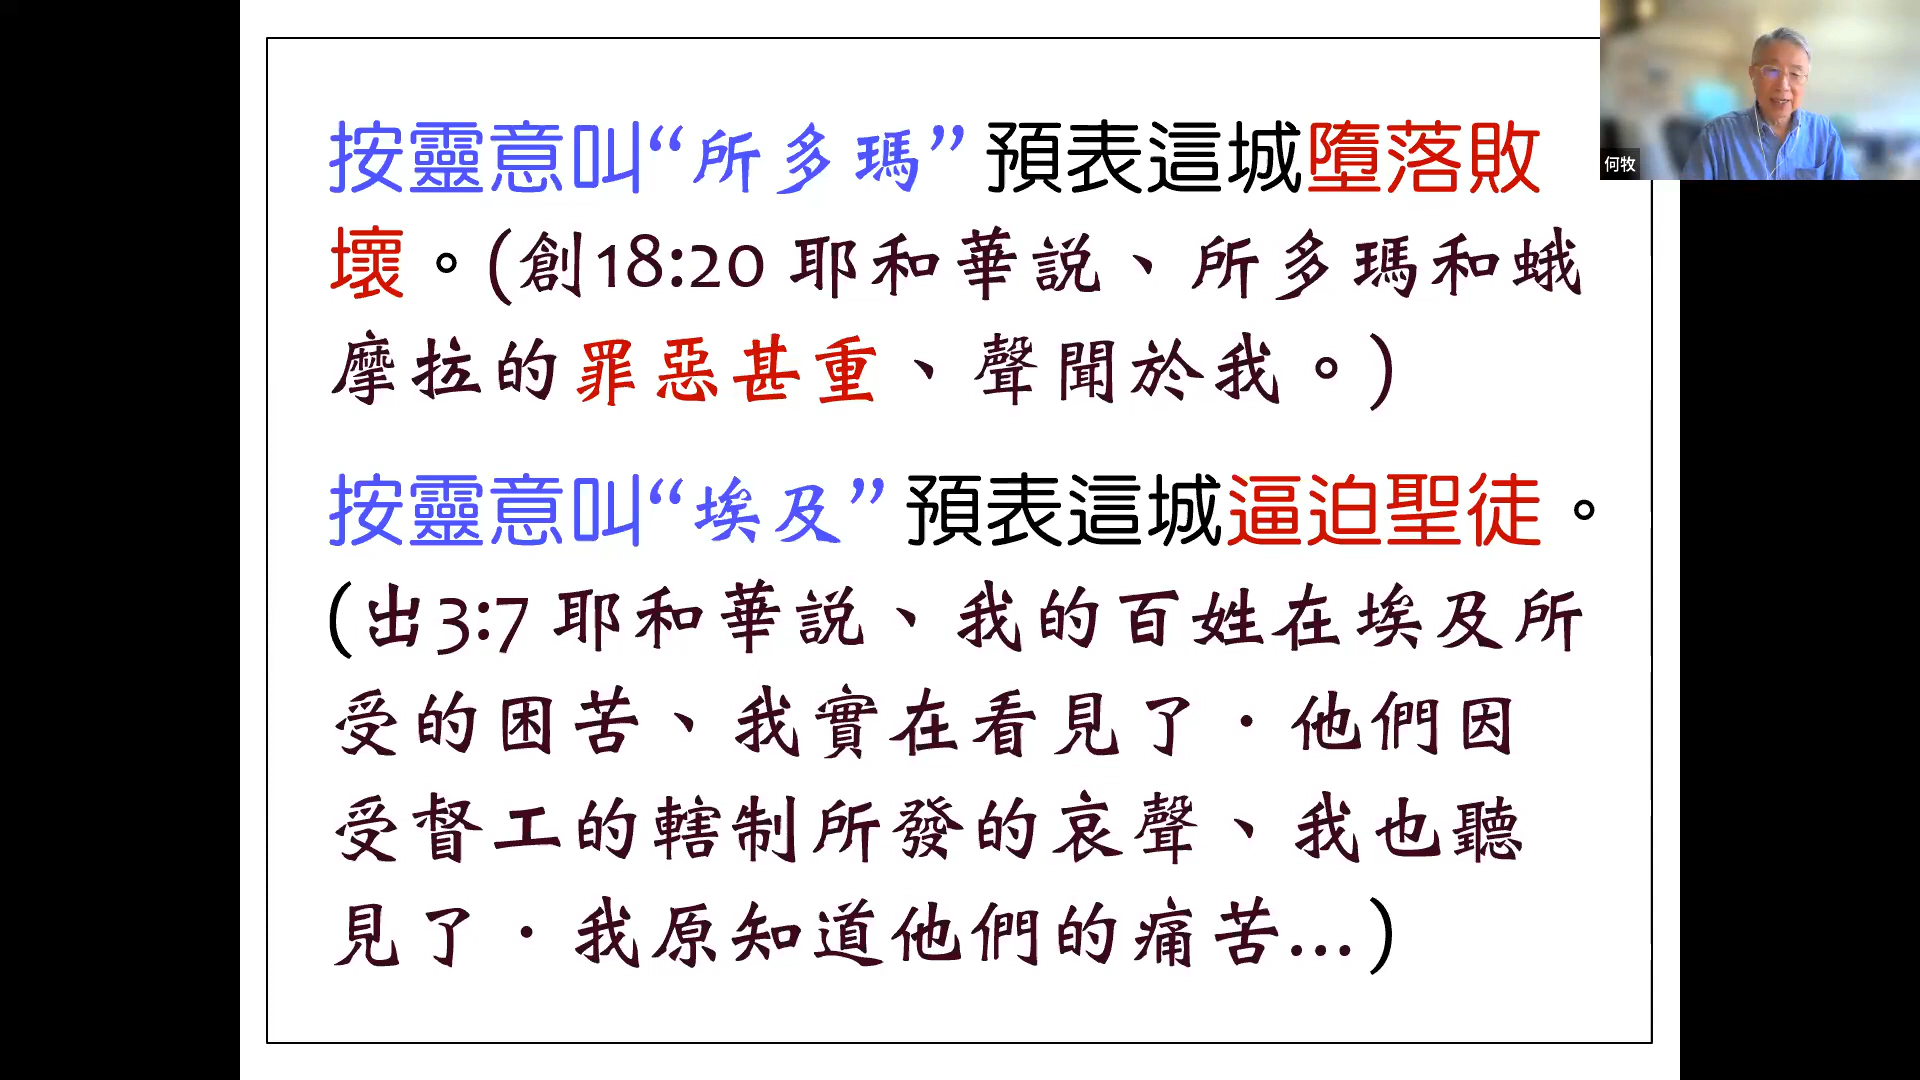 按靈意叫“所多瑪” 預表這城墮落敗
壞。(創18:20 耶和華説、所多瑪和蛾
摩拉的罪惡甚重、聲聞於我。)
按靈意叫“埃及” 預表這城逼迫聖徒。
(出3:7 耶和華説、我的百姓在埃及所
受的困苦、我實在看見了．他們因
受督工的轄制所發的哀聲、我也聽
見了．我原知道他們的痛苦...)
何牧